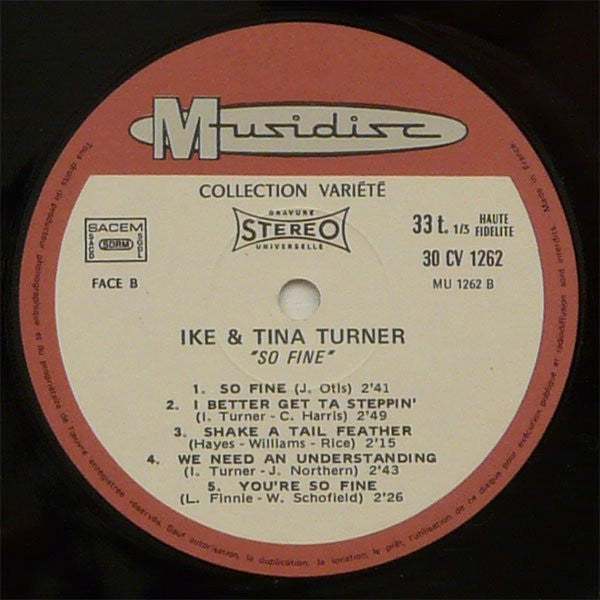 Musidisc
COLLECTION VARIÉTÉ
GRAVURE
STEREO
UNIVERSELLE
SACEM
SACD
SDRM
SGDL
FACE B
33 t. 1/3 HAUTE FIDELITE
30 CV 1262
MU 1262 B
IKE & TINA TURNER
"SO FINE"
1. SO FINE (J. Otis) 2'41
2. I BETTER GET TA STEPPIN'
(I. Turner - C. Harris) 2'49
3. SHAKE A TAIL FEATHER
(Hayes - Williams - Rice) 2'15
4. WE NEED AN UNDERSTANDING
(I. Turner - J. Northern) 2'43
5. YOU'RE SO FINE
(L. Finnie - W. Schofield) 2'26
Tous droits du producteur phonographique et du propriétaire de l'œuvre enregistrée réservés. Sauf autorisation, la duplication, la location, le prêt, l'utilisation de ce disque pour exécution publique et radiodiffusion sont interdits. Made in France